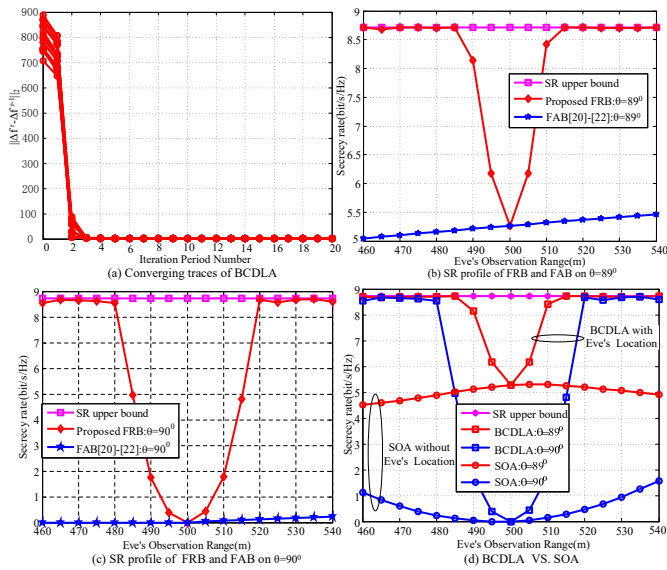 900
800
700
600
500
400
300
200
100
0
||Δfⁿ-Δfⁿ⁻¹||₂
0 2 4 6 8 10 12 14 16 18 20
Iteration Period Number
(a) Converging traces of BCDLA
9
8.5
8
7.5
7
6.5
6
5.5
5
Secrecy rate(bit/s/Hz)
SR upper bound
Proposed FRB:θ=89⁰
FAB[20]-[22]:θ=89⁰
460 470 480 490 500 510 520 530 540
Eve's Observation Range(m)
(b) SR profile of FRB and FAB on θ=89⁰
9
8
7
6
5
4
3
2
1
0
Secrecy rate(bit/s/Hz)
SR upper bound
Proposed FRB:θ=90⁰
FAB[20]-[22]:θ=90⁰
460 470 480 490 500 510 520 530 540
Eve's Observation Range(m)
(c) SR profile of FRB and FAB on θ=90⁰
9
8
7
6
5
4
3
2
1
0
Secrecy rate(bit/s/Hz)
BCDLA with
Eve's Location
SOA without
Eve's Location
SR upper bound
BCDLA:θ=89⁰
BCDLA:θ=90⁰
SOA:θ=89⁰
SOA:θ=90⁰
460 470 480 490 500 510 520 530 540
Eve's Observation Range(m)
(d) BCDLA VS. SOA